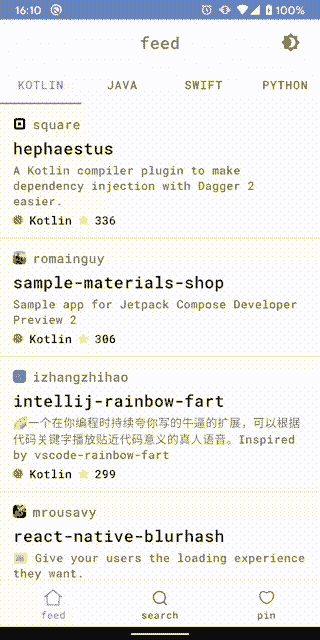 16:10 100%
feed
KOTLIN JAVA SWIFT PYTHON
square
hephaestus
A Kotlin compiler plugin to make
dependency injection with Dagger 2
easier.
Kotlin 336
romainguy
sample-materials-shop
Sample app for Jetpack Compose Developer
Preview 2
Kotlin 306
izhangzhihao
intellij-rainbow-fart
🌈一个在你编程时持续夸你写的牛逼的扩展，可以根据
代码关键字播放贴近代码意义的真人语音。Inspired
by vscode-rainbow-fart
Kotlin 299
mrousavy
react-native-blurhash
Give your users the loading experience
they want.
feed search pin